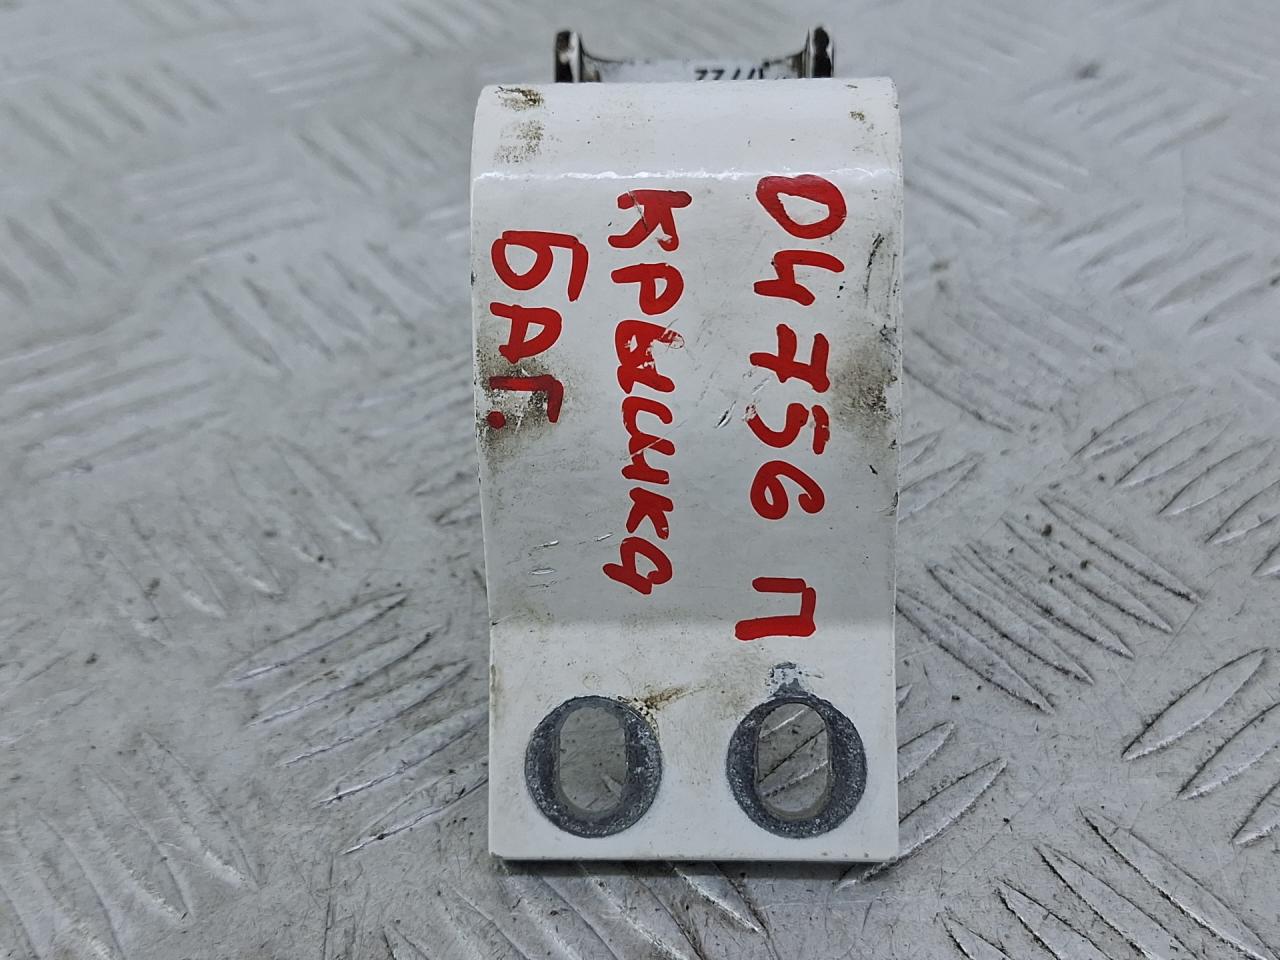 04756 П
крышка
баг.